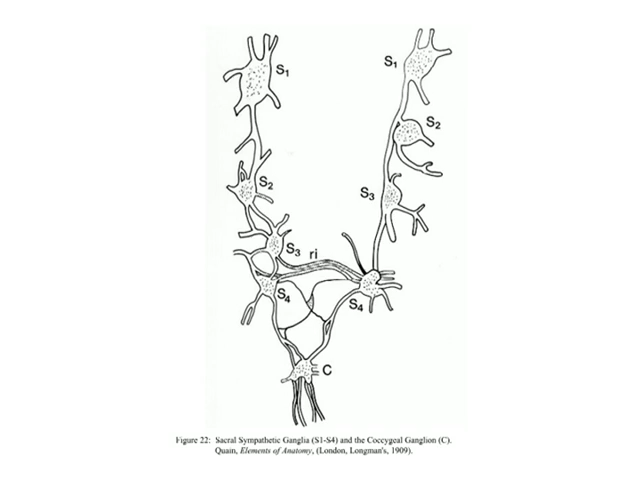 S1
S1
S2
S2
S3
S3
ri
S4
S4
C
Figure 22: Sacral Sympathetic Ganglia (S1-S4) and the Coccygeal Ganglion (C).
Quain, Elements of Anatomy, (London, Longman's, 1909).